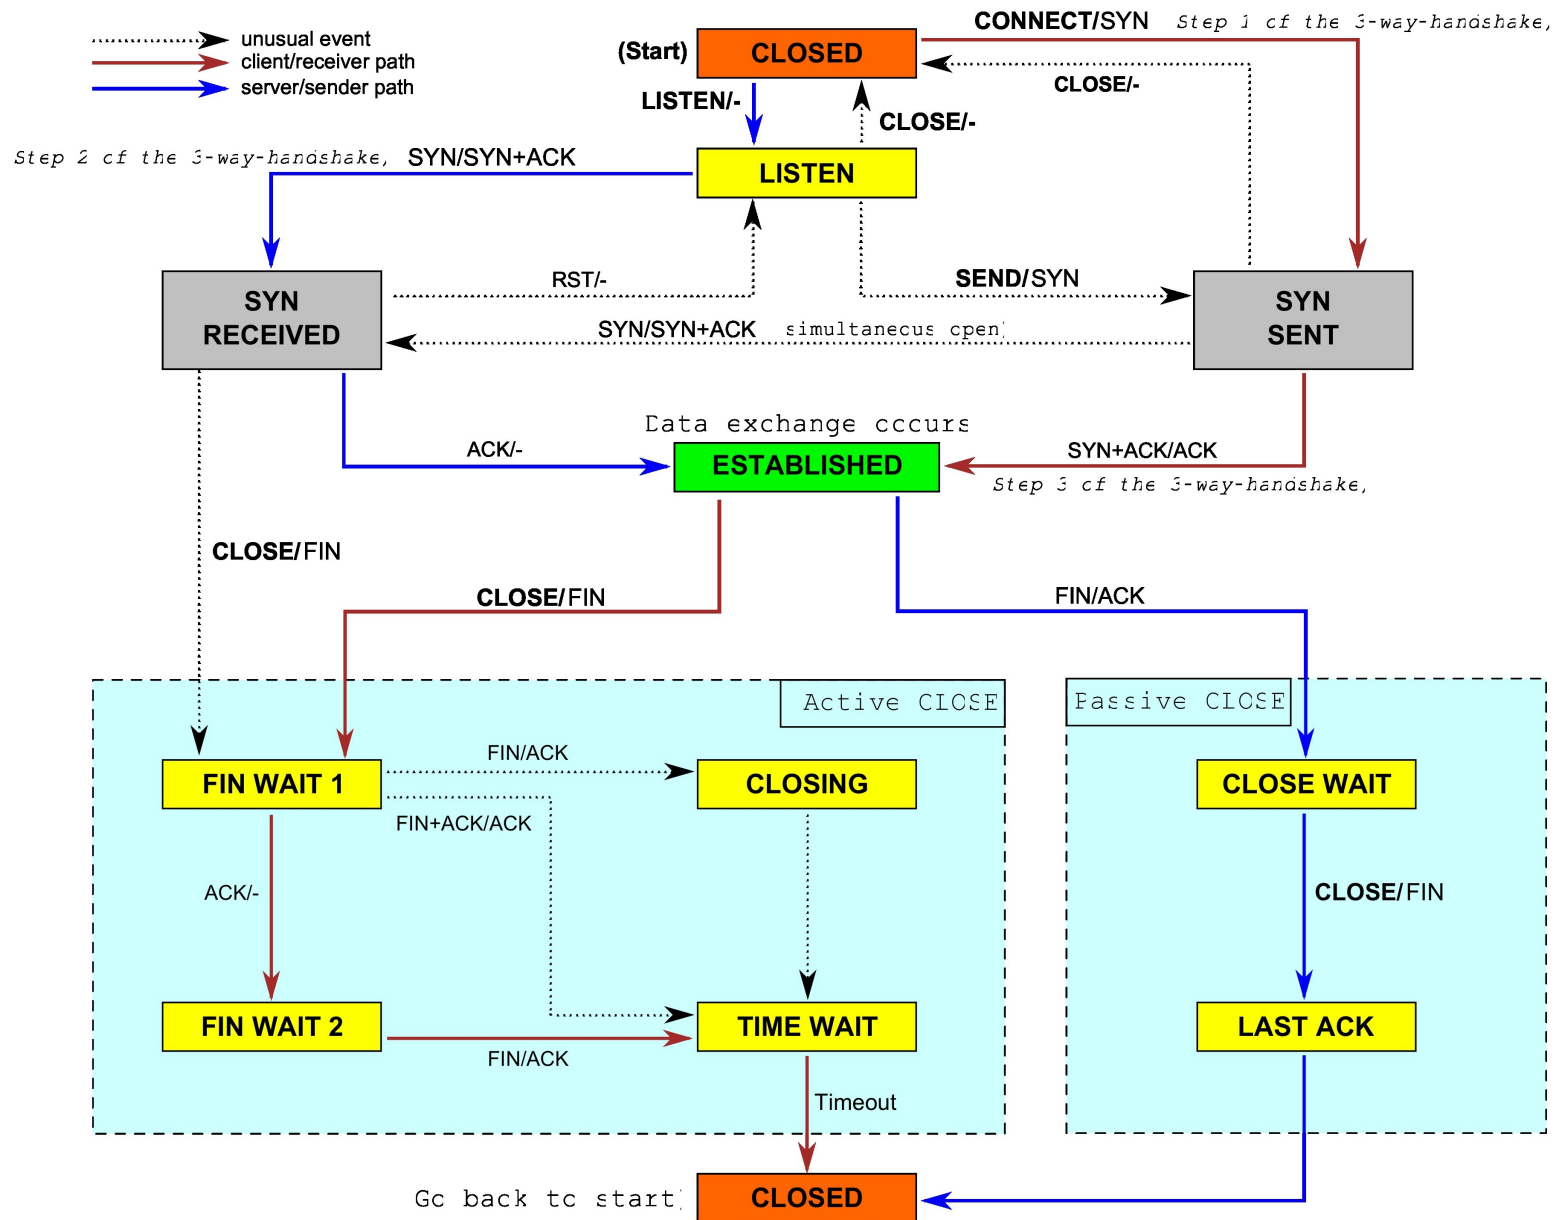 unusual event
client/receiver path
server/sender path
CONNECT/SYN Step 1 of the 3-way-handshake,
(Start)
CLOSED
CLOSE/-
LISTEN/-
CLOSE/-
Step 2 of the 3-way-handshake, SYN/SYN+ACK
LISTEN
SYN
RECEIVED
RST/-
SEND/SYN
SYN
SENT
SYN/SYN+ACK simultaneous open)
Data exchange occurs
ESTABLISHED
ACK/-
SYN+ACK/ACK
Step 3 of the 3-way-handshake,
CLOSE/FIN
CLOSE/FIN
FIN/ACK
Active CLOSE
Passive CLOSE
FIN WAIT 1
FIN/ACK
CLOSING
CLOSE WAIT
FIN+ACK/ACK
ACK/-
CLOSE/FIN
FIN WAIT 2
FIN/ACK
TIME WAIT
LAST ACK
Timeout
Go back to start)
CLOSED